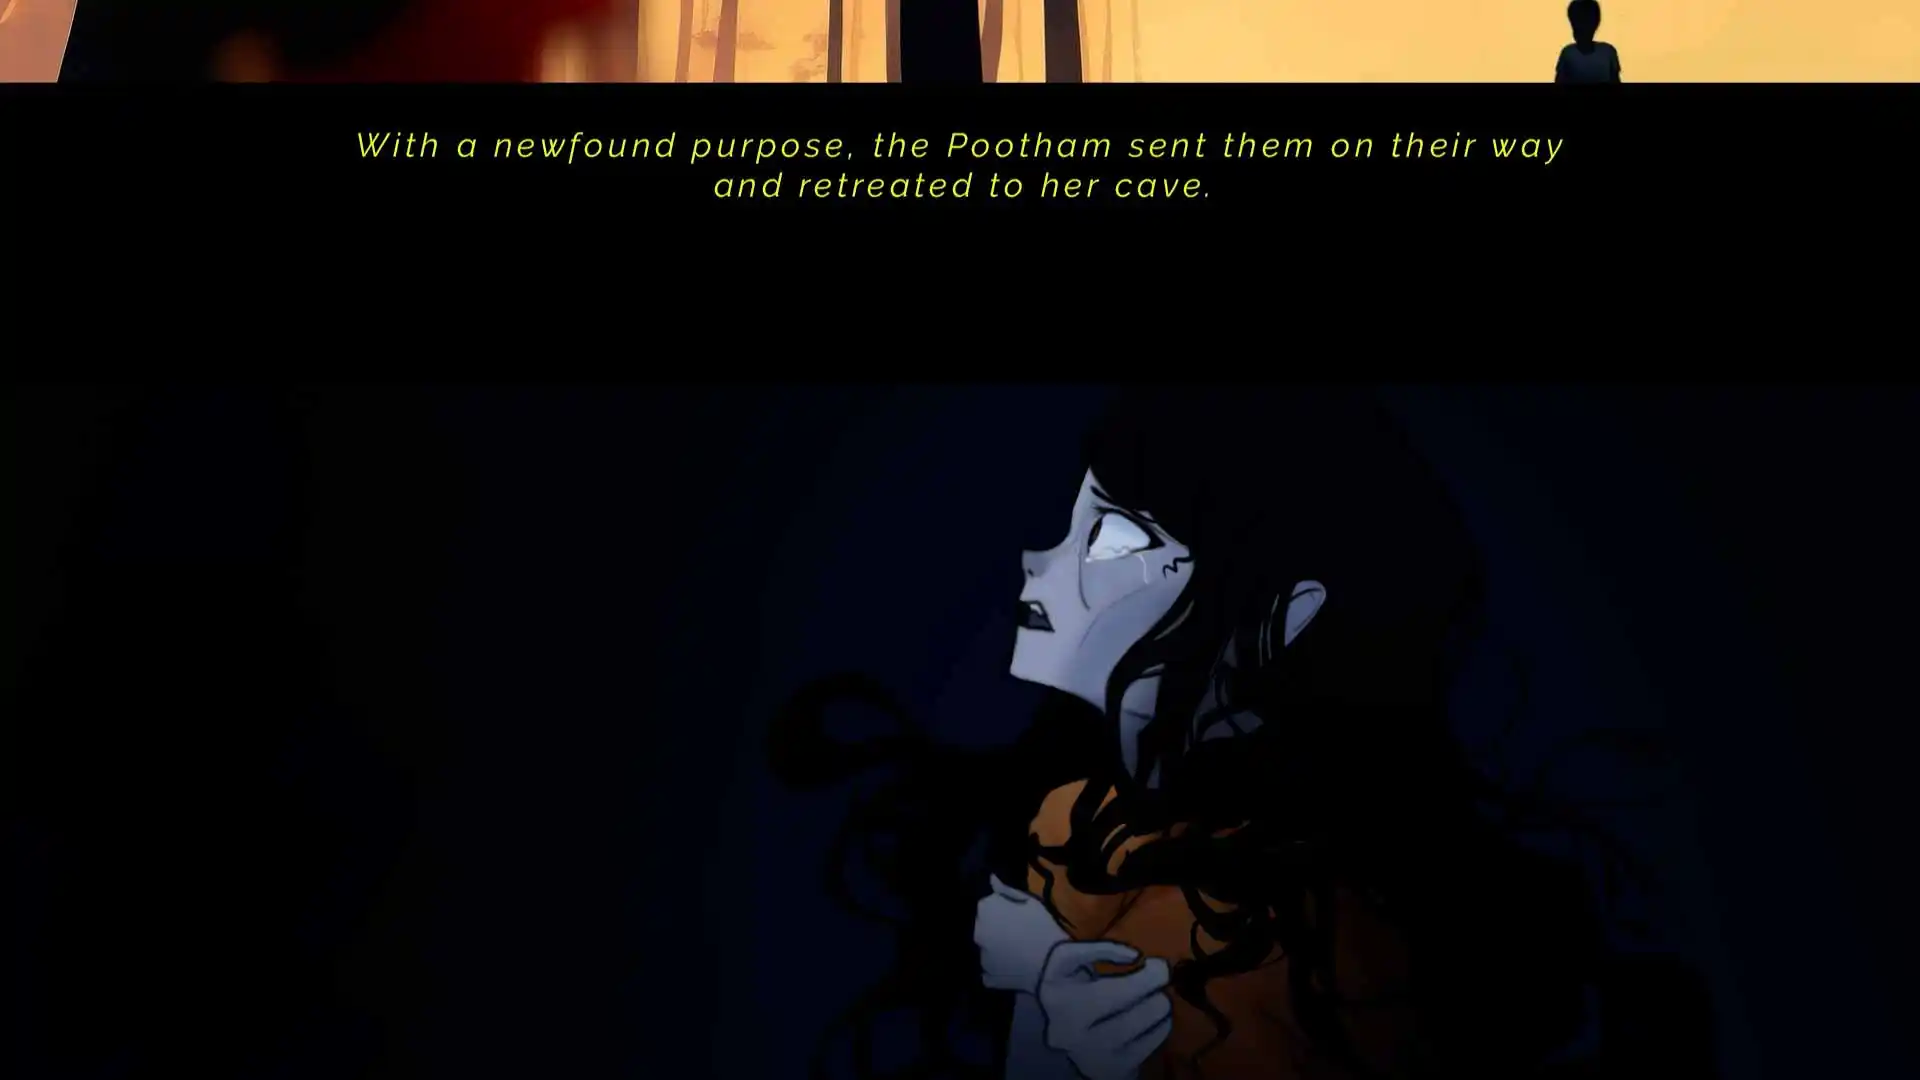 With a newfound purpose, the Pootham sent them on their way
and retreated to her cave.